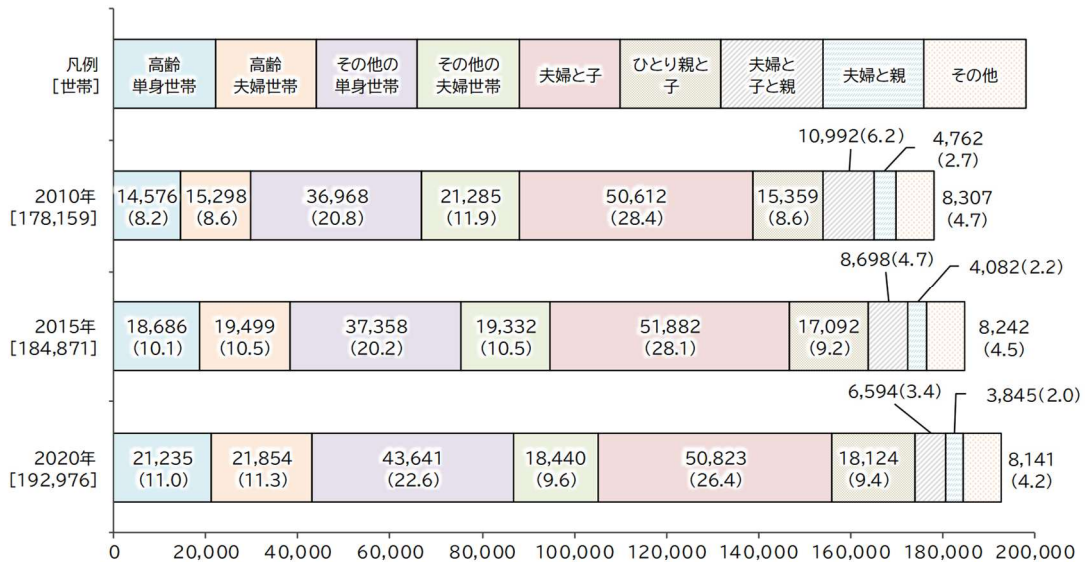 凡例
[世帯]
高齢
単身世帯
高齢
夫婦世帯
その他の
単身世帯
その他の
夫婦世帯
夫婦と子
ひとり親と
子
夫婦と
子と親
夫婦と親
その他
2010年
[178,159]
14,576
(8.2)
15,298
(8.6)
36,968
(20.8)
21,285
(11.9)
50,612
(28.4)
15,359
(8.6)
10,992(6.2)
4,762
(2.7)
8,307
(4.7)
2015年
[184,871]
18,686
(10.1)
19,499
(10.5)
37,358
(20.2)
19,332
(10.5)
51,882
(28.1)
17,092
(9.2)
8,698(4.7)
4,082(2.2)
8,242
(4.5)
2020年
[192,976]
21,235
(11.0)
21,854
(11.3)
43,641
(22.6)
18,440
(9.6)
50,823
(26.4)
18,124
(9.4)
6,594(3.4)
3,845(2.0)
8,141
(4.2)
0 20,000 40,000 60,000 80,000 100,000 120,000 140,000 160,000 180,000 200,000